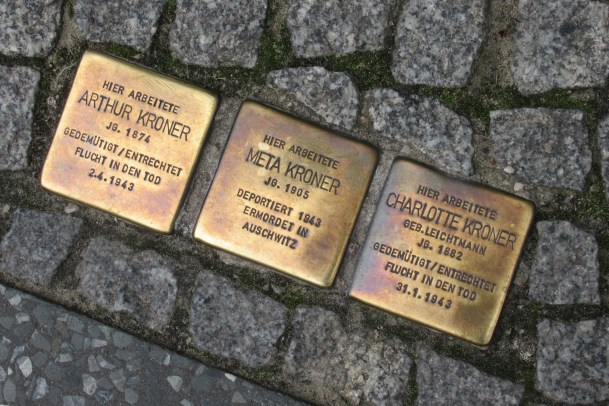 HIER ARBEITETE
ARTHUR KRONER
JG. 1874
GEDEMÜTIGT/ENTRECHTET
FLUCHT IN DEN TOD
2.4.1943
HIER ARBEITETE
META KRONER
JG. 1905
DEPORTIERT 1943
ERMORDET IN
AUSCHWITZ
HIER ARBEITETE
CHARLOTTE KRONER
GEB. LEICHTMANN
JG. 1882
GEDEMÜTIGT/ENTRECHTET
FLUCHT IN DEN TOD
31.1.1943